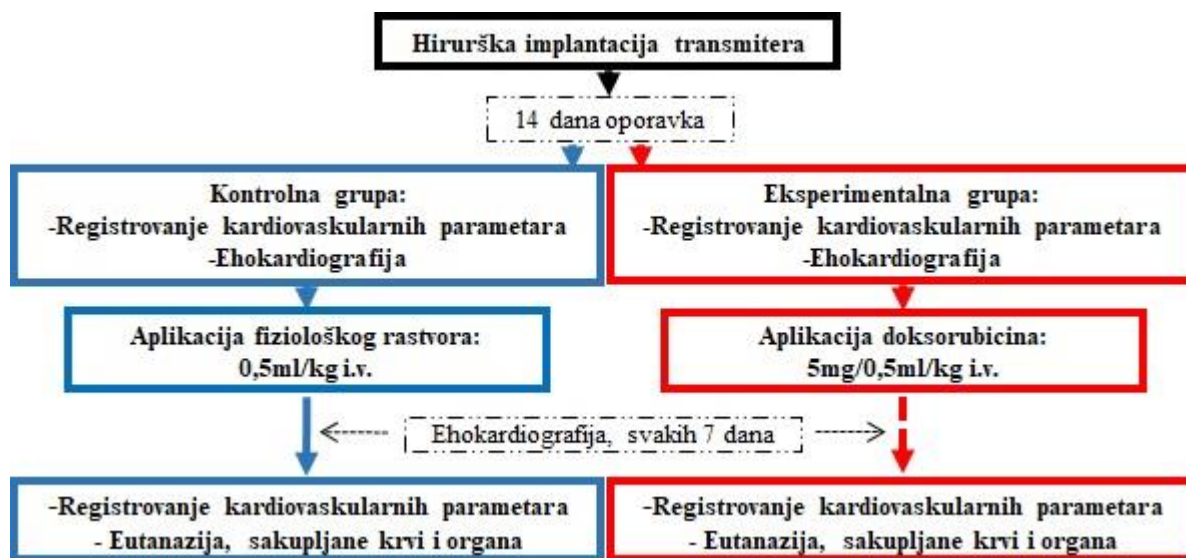 Hirurška implantacija transmitera
14 dana oporavka
Kontrolna grupa:
-Registrovanje kardiovaskularnih parametara
-Ehokardiografija
Eksperimentalna grupa:
-Registrovanje kardiovaskularnih parametara
-Ehokardiografija
Aplikacija fiziološkog rastvora:
0,5ml/kg i.v.
Aplikacija doksorubicina:
5mg/0,5ml/kg i.v.
Ehokardiografija, svakih 7 dana
-Registrovanje kardiovaskularnih parametara
- Eutanazija, sakupljane krvi i organa
-Registrovanje kardiovaskularnih parametara
- Eutanazija, sakupljane krvi i organa